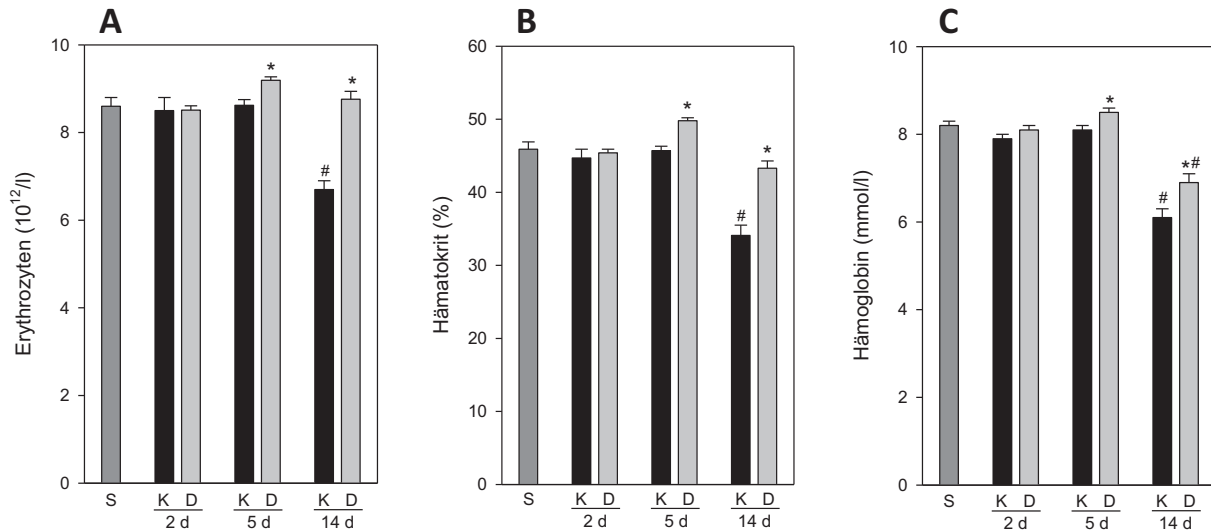 A
Erythrozyten (10¹²/l)
10
8
6
4
2
0
*
*
#
S
K D K D K D
2 d 5 d 14 d
B
Hämatokrit (%)
60
50
40
30
20
10
0
*
*
#
S
K D K D K D
2 d 5 d 14 d
C
Hämoglobin (mmol/l)
10
8
6
4
2
0
*
*#
#
S
K D K D K D
2 d 5 d 14 d